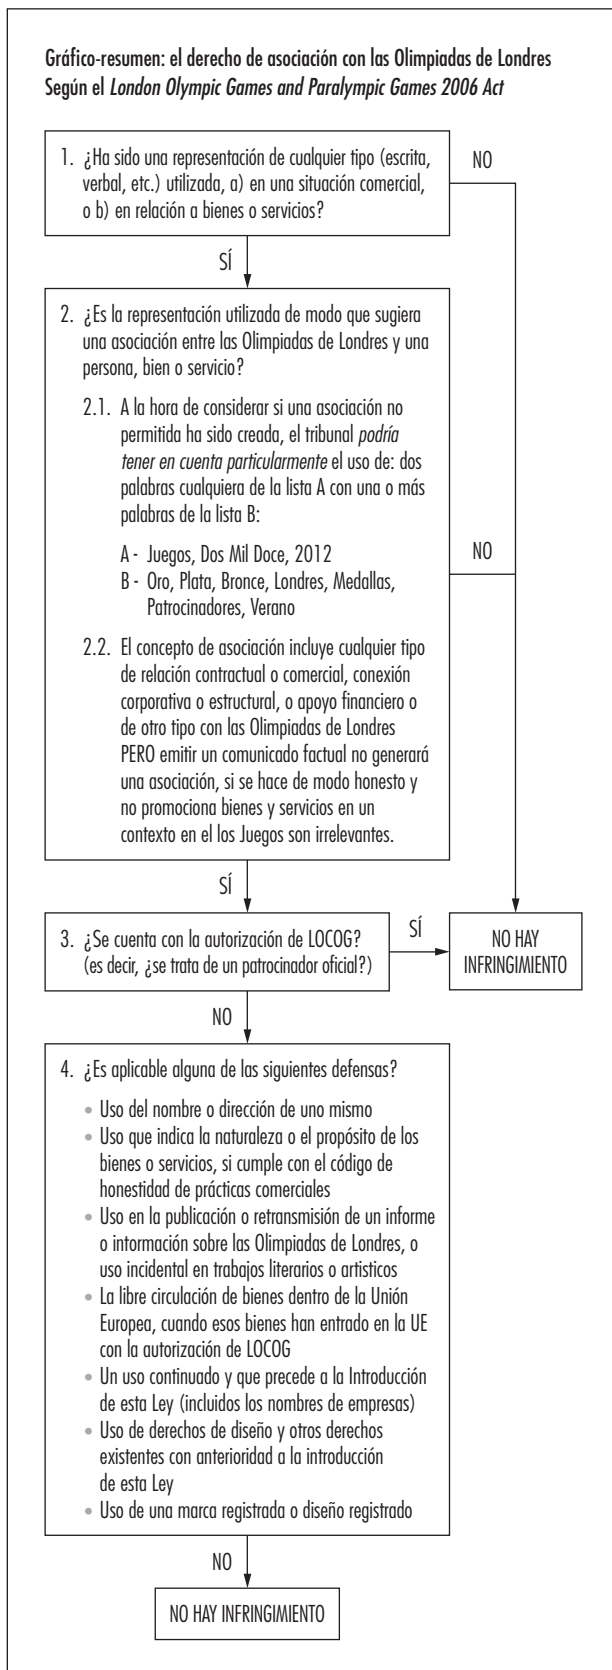 Gráfico-resumen: el derecho de asociación con las Olimpiadas de Londres
Según el London Olympic Games and Paralympic Games 2006 Act
1. ¿Ha sido una representación de cualquier tipo (escrita,
verbal, etc.) utilizada, a) en una situación comercial,
o b) en relación a bienes o servicios?
NO
SÍ
2. ¿Es la representación utilizada de modo que sugiera
una asociación entre las Olimpiadas de Londres y una
persona, bien o servicio?
2.1. A la hora de considerar si una asociación no
permitida ha sido creada, el tribunal podría
tener en cuenta particularmente el uso de: dos
palabras cualquiera de la lista A con una o más
palabras de la lista B:
A - Juegos, Dos Mil Doce, 2012
B - Oro, Plata, Bronce, Londres, Medallas,
Patrocinadores, Verano
NO
2.2. El concepto de asociación incluye cualquier tipo
de relación contractual o comercial, conexión
corporativa o estructural, o apoyo financiero o
de otro tipo con las Olimpiadas de Londres
PERO emitir un comunicado factual no generará
una asociación, si se hace de modo honesto y
no promociona bienes y servicios en un
contexto en el los Juegos son irrelevantes.
SÍ
3. ¿Se cuenta con la autorización de LOCOG?
(es decir, ¿se trata de un patrocinador oficial?)
SÍ
NO HAY
INFRINGIMIENTO
NO
4. ¿Es aplicable alguna de las siguientes defensas?
• Uso del nombre o dirección de uno mismo
• Uso que indica la naturaleza o el propósito de los
bienes o servicios, si cumple con el código de
honestidad de prácticas comerciales
• Uso en la publicación o retransmisión de un informe
o intormación sobre las Olimpiadas de Londres, o
uso incidental en trabajos literarios o artisticos
• La libre circulación de bienes dentro de la Unión
Europea, cuando esos bienes han entrado en la UE
con la autorización de LOCOG
• Un uso continuado y que precede a la Introducción
de esta Ley (incluidos los nombres de empresas)
• Uso de derechos de diseño y otros derechos
existentes con anterioridad a la introducción
de esta Ley
• Uso de una marca registrada o diseño registrado
NO
NO HAY INFRINGIMIENTO